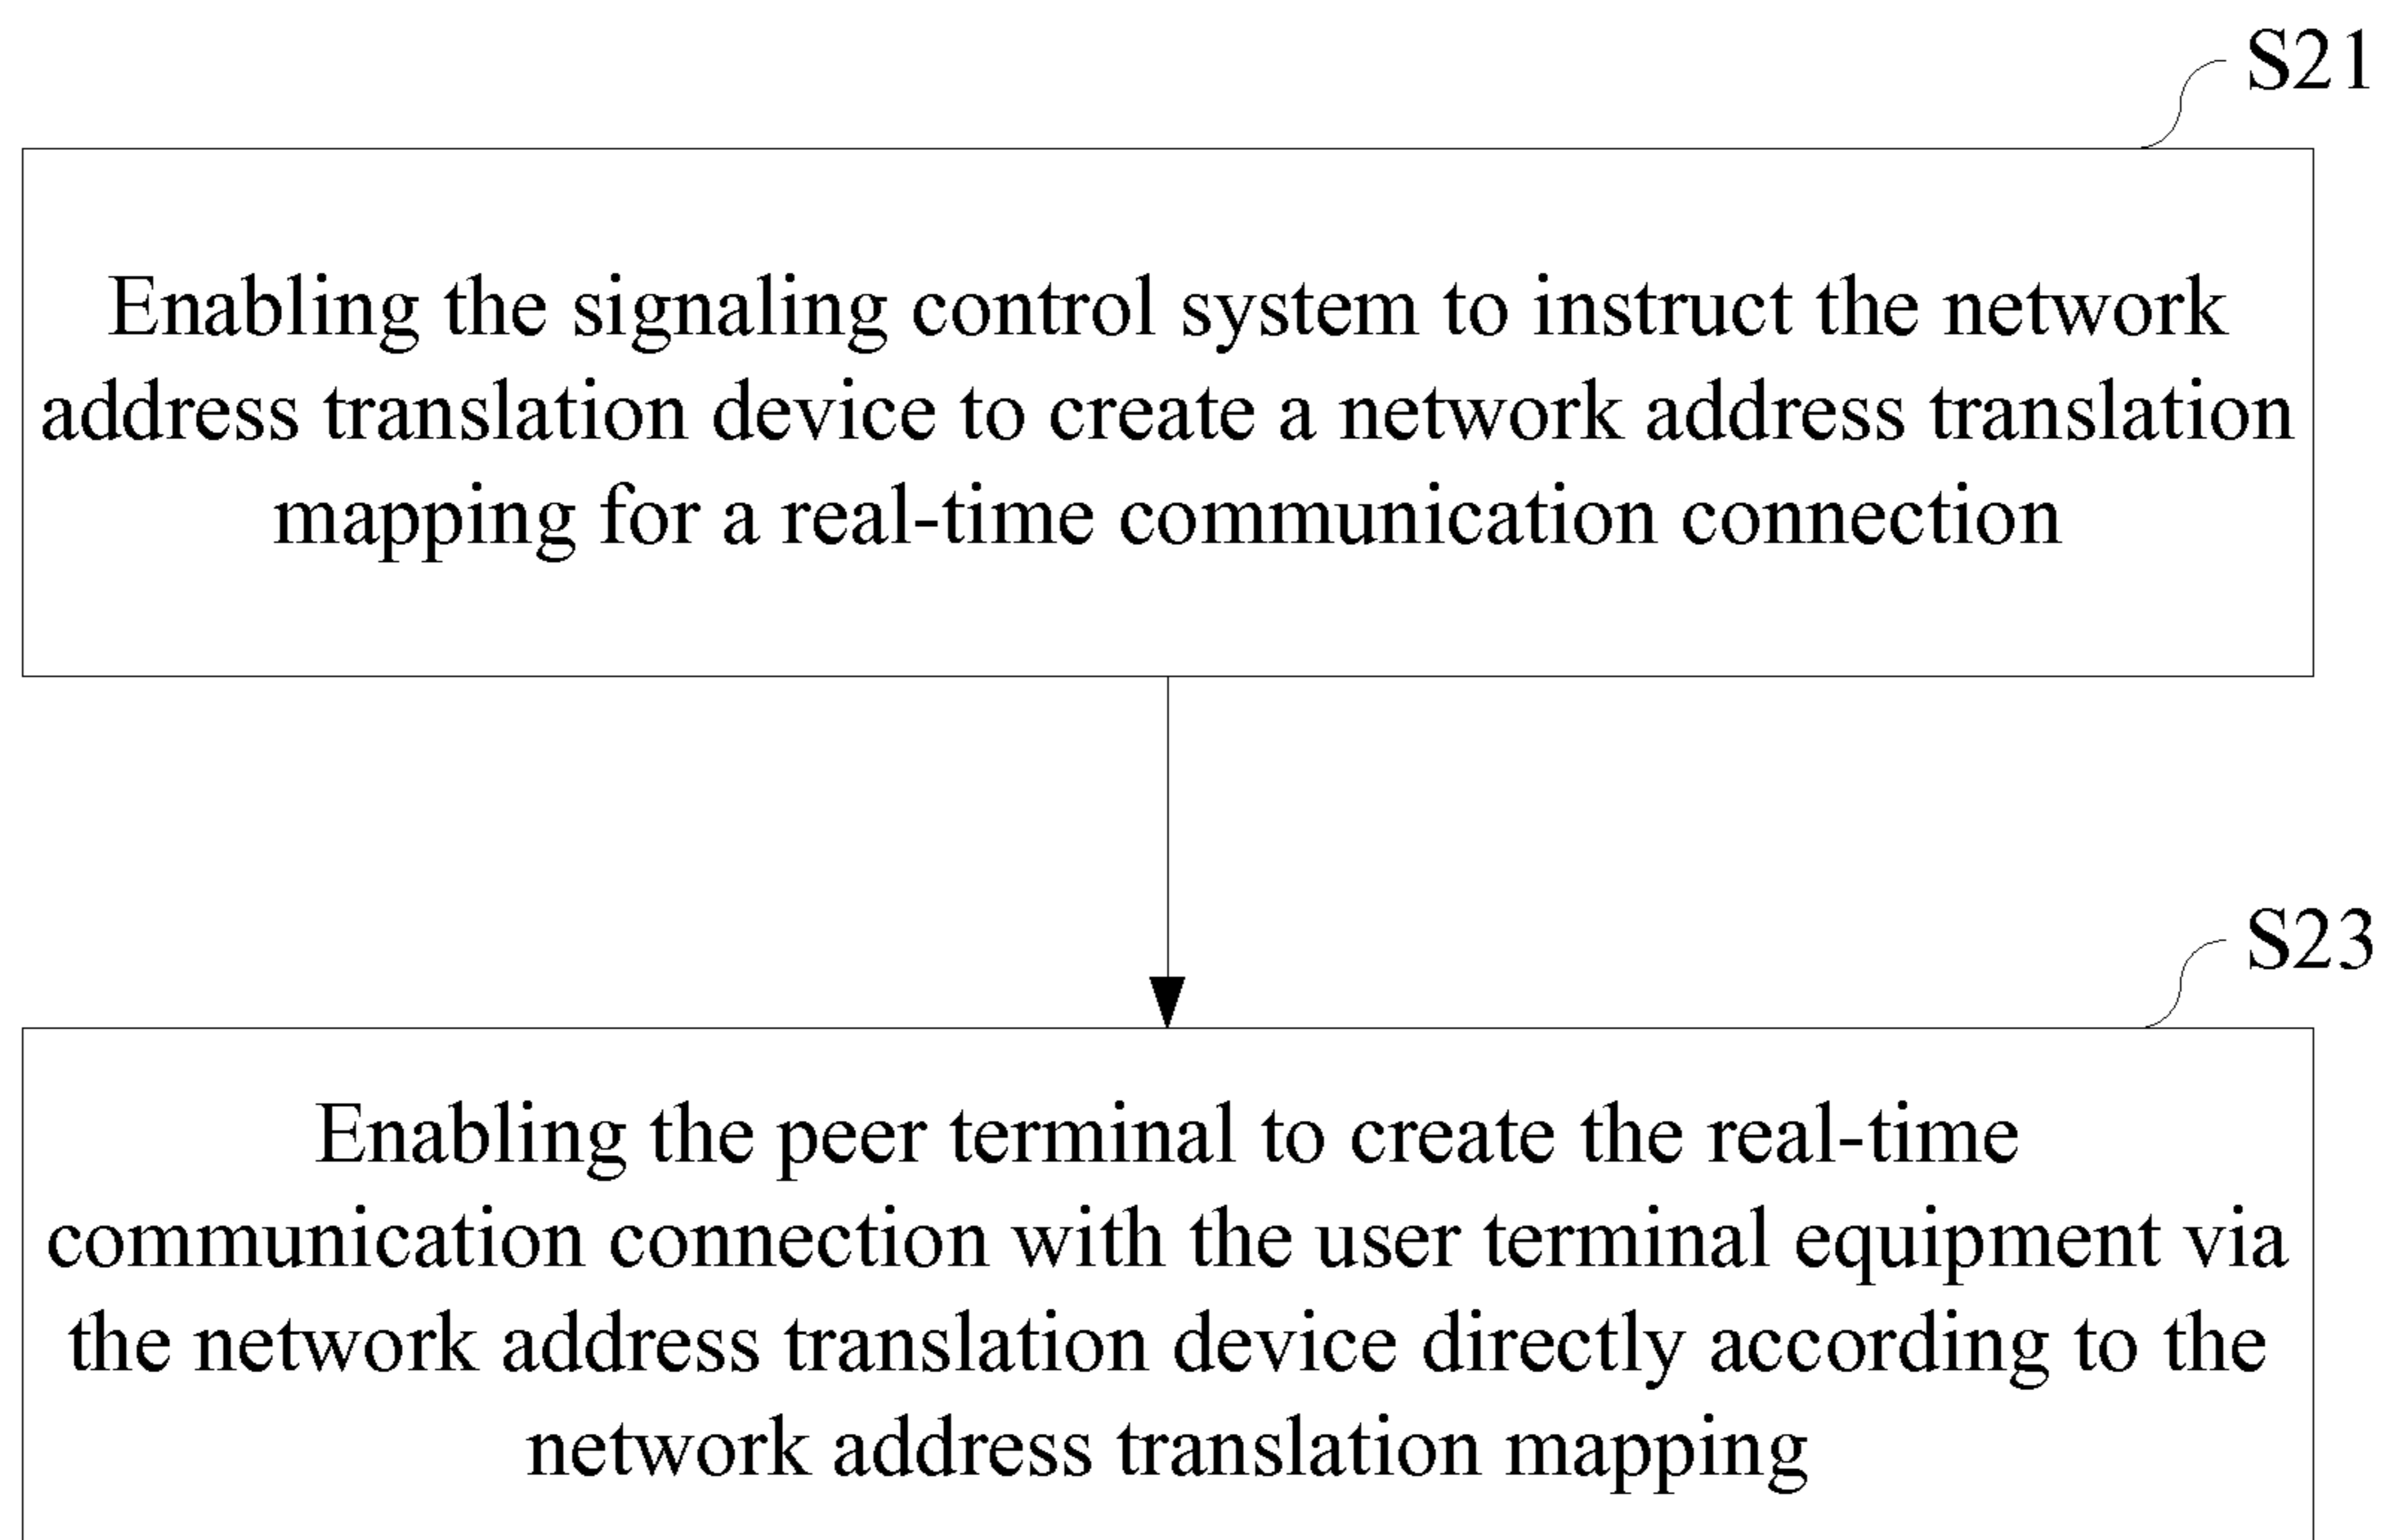 S21
Enabling the signaling control system to instruct the network
address translation device to create a network address translation
mapping for a real-time communication connection
S23
Enabling the peer terminal to create the real-time
communication connection with the user terminal equipment via
the network address translation device directly according to the
network address translation mapping